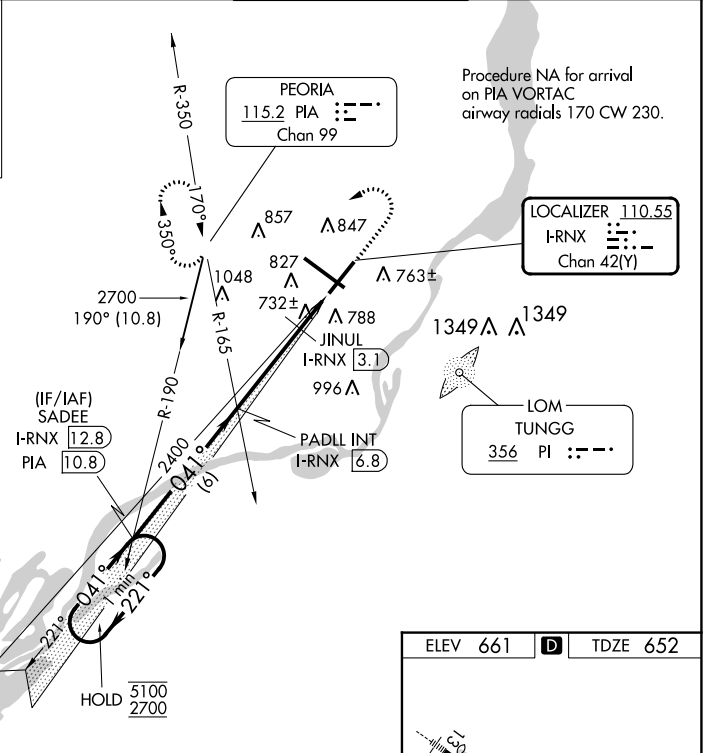 R-350
PEORIA
115.2 PIA
Chan 99
Procedure NA for arrival
on PIA VORTAC
airway radials 170 CW 230.
170°
350°
857
847
LOCALIZER 110.55
I-RNX
Chan 42(Y)
1048
827
763±
2700
190° (10.8)
732±
788
R-165
JINUL
I-RNX 3.1
1349
1349
996
R-190
(IF/IAF)
SADEE
I-RNX 12.8
PIA 10.8
LOM
TUNGG
356 PI
2400
041°
(6)
PADLL INT
I-RNX 6.8
041°
1 min
221°
221°
HOLD 5100
2700
ELEV 661 D TDZE 652